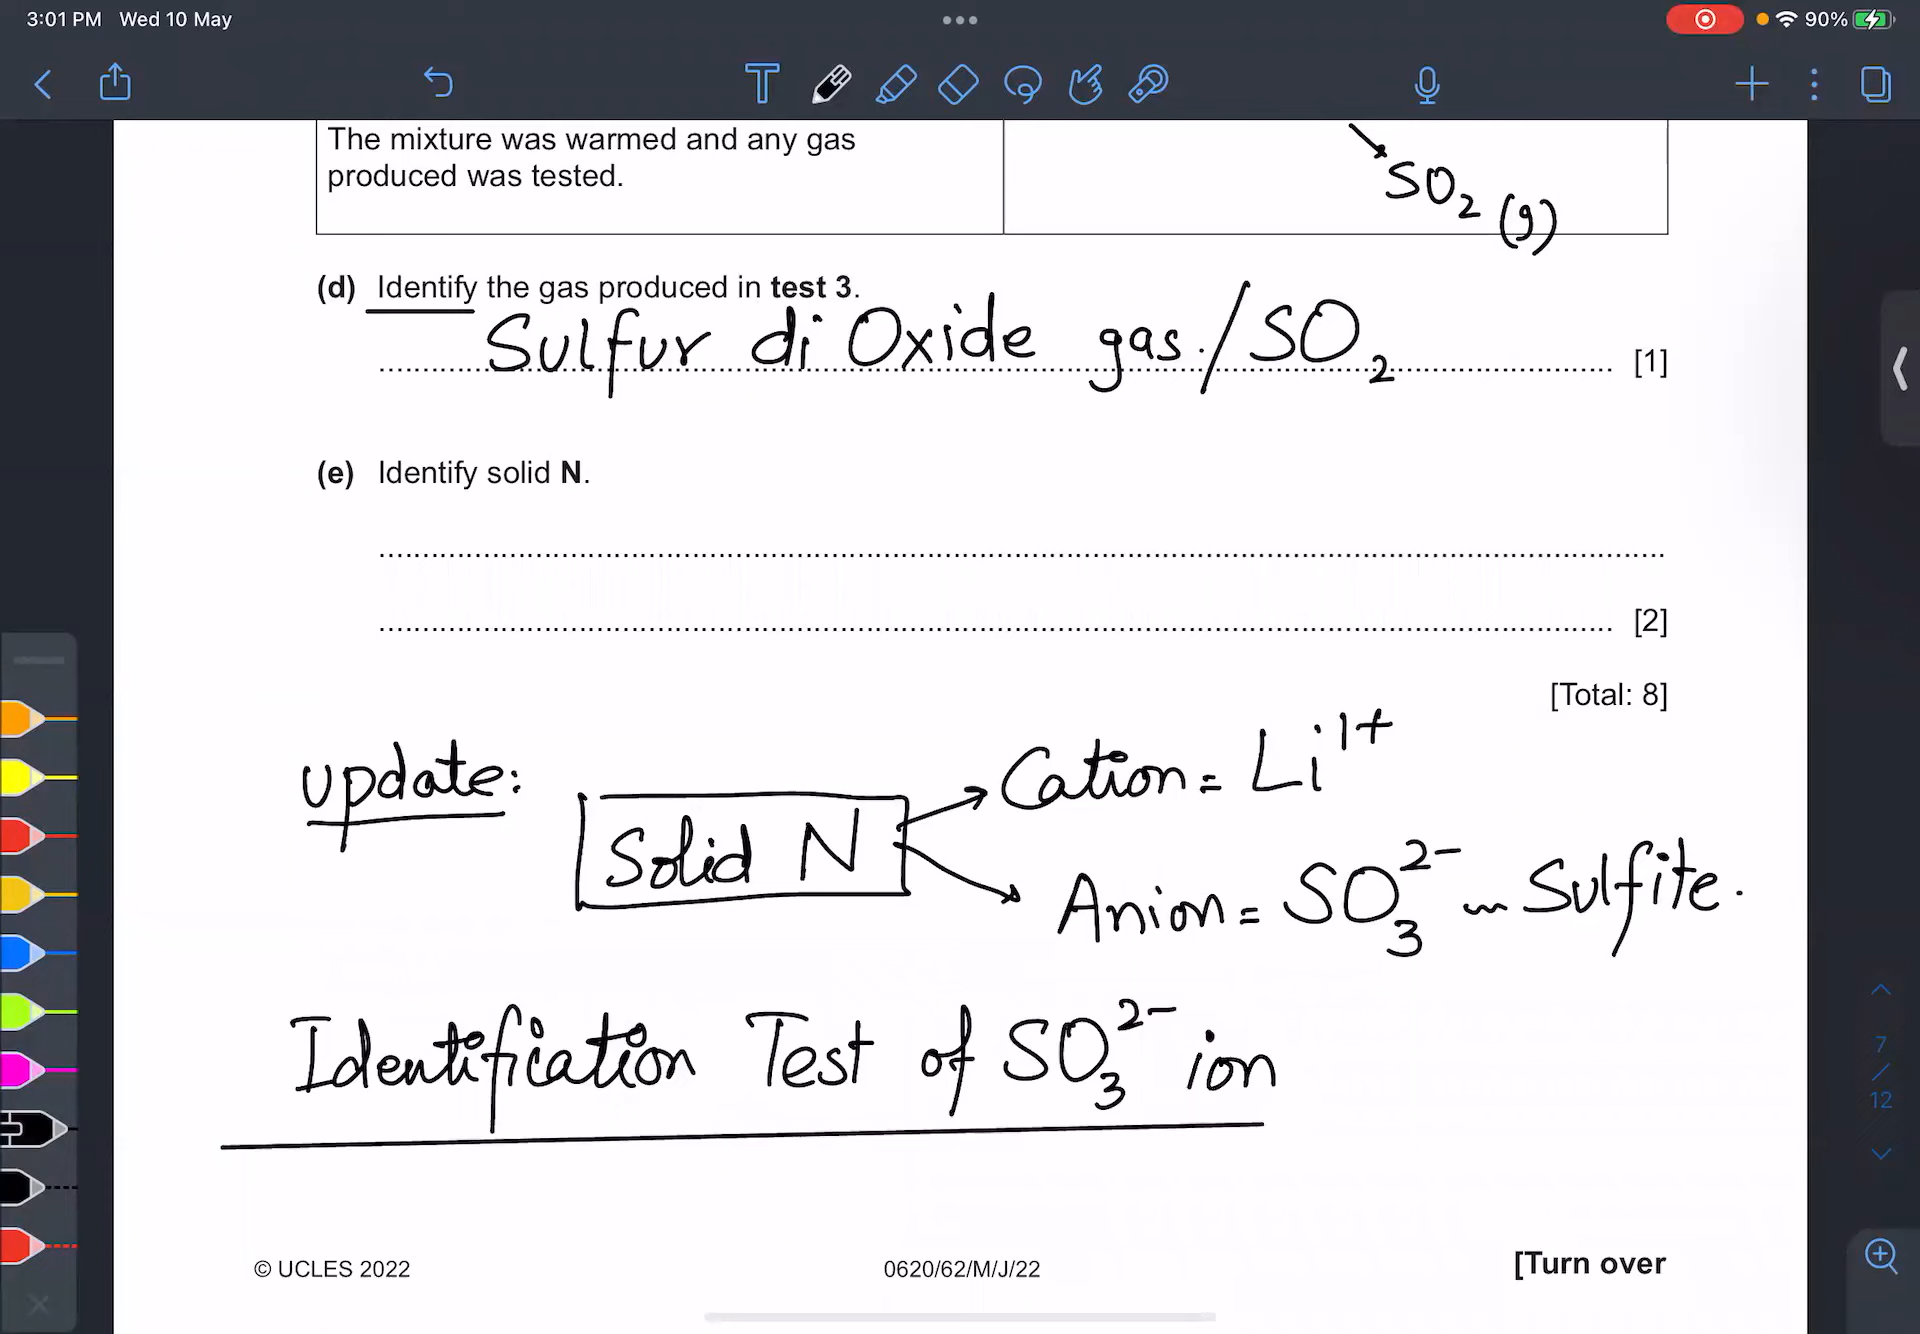 3:01 PM Wed 10 May
90%
The mixture was warmed and any gas
produced was tested.
SO₂ (g)
(d) Identify the gas produced in test 3.
Sulfur di Oxide gas. / SO₂ [1]
(e) Identify solid N.
[2]
[Total: 8]
update:
Solid N
Cation = Li¹⁺
Anion = SO₃²⁻ ~ Sulfite.
Identification Test of SO₃²⁻ ion
7
/
12
© UCLES 2022 0620/62/M/J/22 [Turn over